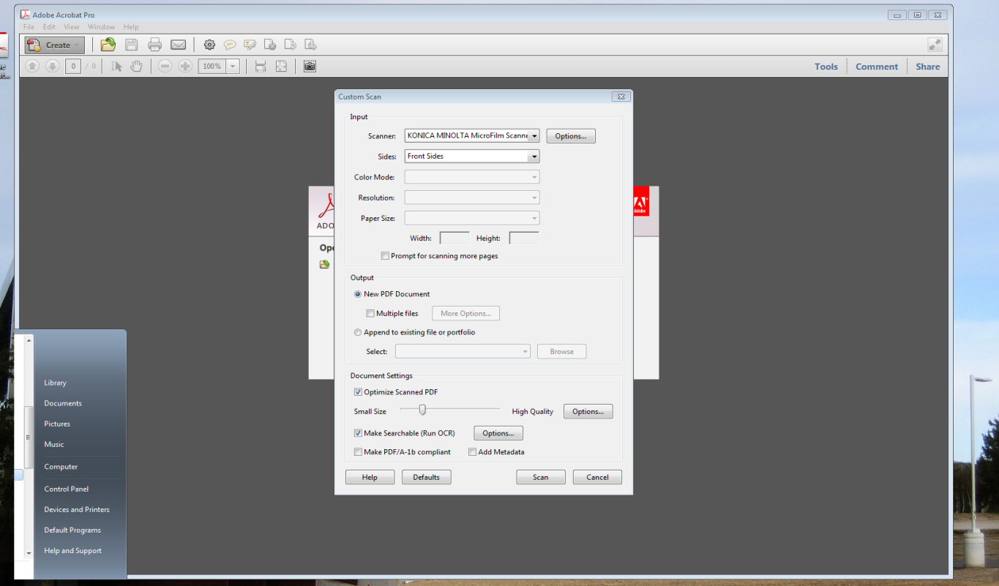 Adobe Acrobat Pro
File Edit View Window Help
Create
0 / 0 100% Tools Comment Share
Custom Scan
Input
Scanner: KONICA MINOLTA MicroFilm Scanne Options...
Sides: Front Sides
Color Mode:
Resolution:
Paper Size:
Width: Height:
Prompt for scanning more pages
Adobe
ADO
Ope
Output
New PDF Document
Multiple files More Options...
Append to existing file or portfolio
Select: Browse
Document Settings
Optimize Scanned PDF
Small Size High Quality Options...
Make Searchable (Run OCR) Options...
Make PDF/A-1b compliant Add Metadata
Help Defaults Scan Cancel
Library
Documents
Pictures
Music
Computer
Control Panel
Devices and Printers
Default Programs
Help and Support